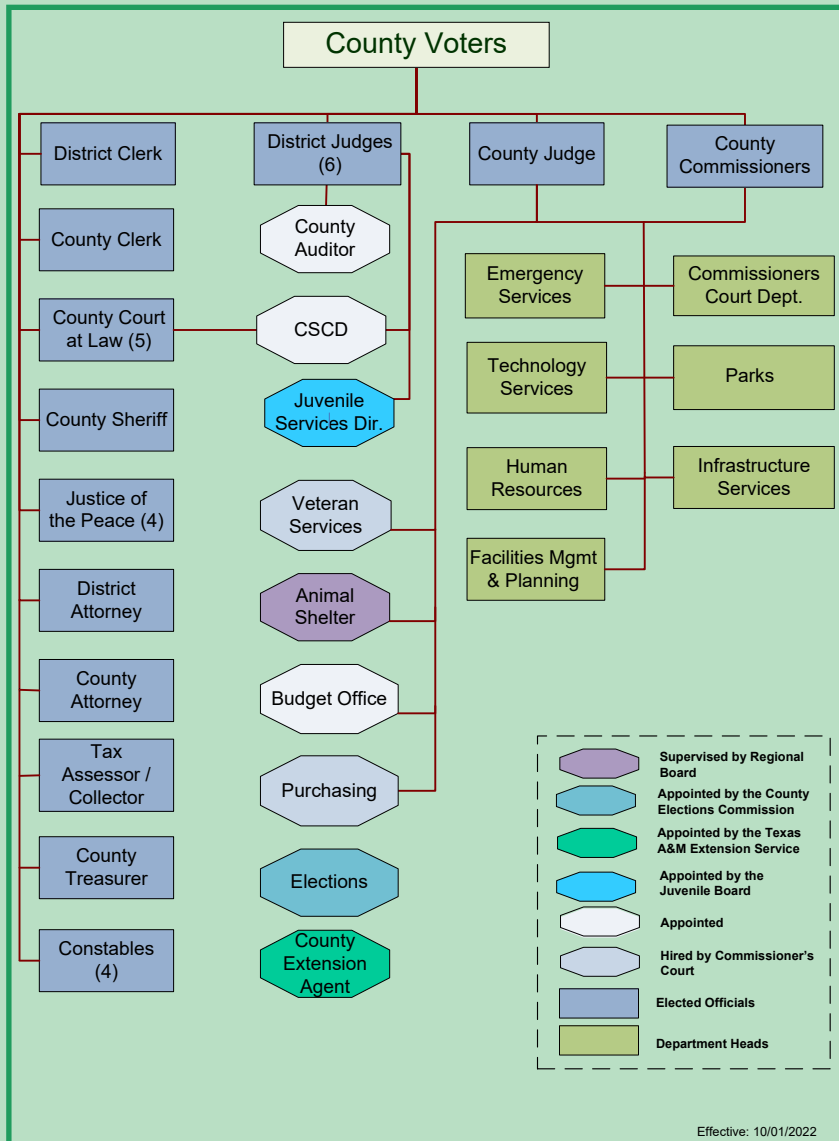 County Voters
District Clerk
District Judges
(6)
County Judge
County
Commissioners
County Clerk
County
Auditor
County Court
at Law (5)
CSCD
County Sheriff
Juvenile
Services Dir.
Justice of
the Peace (4)
Veteran
Services
District
Attorney
Animal
Shelter
County
Attorney
Budget Office
Tax
Assessor /
Collector
Purchasing
County
Treasurer
Elections
Constables
(4)
County
Extension
Agent
Emergency
Services
Commissioners
Court Dept.
Technology
Services
Parks
Human
Resources
Infrastructure
Services
Facilities Mgmt
& Planning
Supervised by Regional
Board
Appointed by the County
Elections Commission
Appointed by the Texas
A&M Extension Service
Appointed by the
Juvenile Board
Appointed
Hired by Commissioner's
Court
Elected Officials
Department Heads
Effective: 10/01/2022